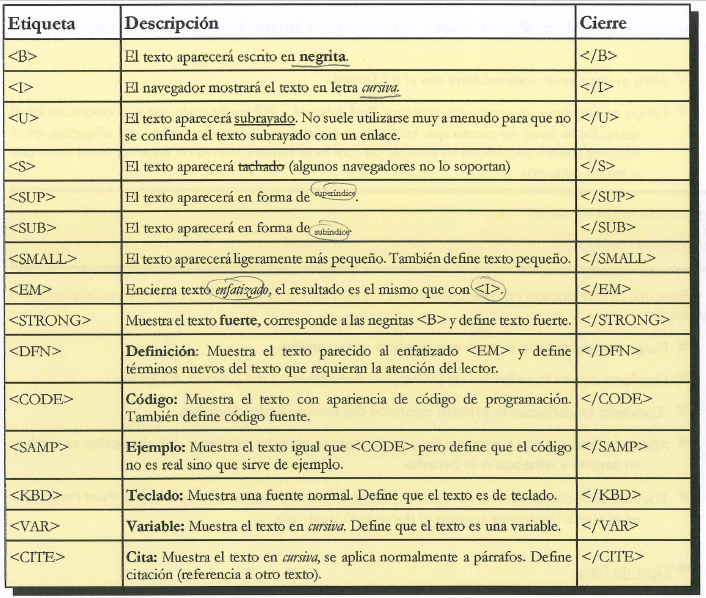 Etiqueta Descripción Cierre
<B> El texto aparecerá escrito en negrita. </B>
<I> El navegador mostrará el texto en letra cursiva. </I>
<U> El texto aparecerá subrayado. No suele utilizarse muy a menudo para que no </U>
se confunda el texto subrayado con un enlace.
<S> El texto aparecerá tachado (algunos navegadores no lo soportan) </S>
<SUP> El texto aparecerá en forma de superíndice. </SUP>
<SUB> El texto aparecerá en forma de subíndice. </SUB>
<SMALL> El texto aparecerá ligeramente más pequeño. También define texto pequeño. </SMALL>
<EM> Encierra texto enfatizado, el resultado es el mismo que con <I>. </EM>
<STRONG> Muestra el texto fuerte, corresponde a las negritas <B> y define texto fuerte. </STRONG>
<DFN> Definición: Muestra el texto parecido al enfatizado <EM> y define </DFN>
términos nuevos del texto que requieran la atención del lector.
<CODE> Código: Muestra el texto con apariencia de código de programación. </CODE>
También define código fuente.
<SAMP> Ejemplo: Muestra el texto igual que <CODE> pero define que el código </SAMP>
no es real sino que sirve de ejemplo.
<KBD> Teclado: Muestra una fuente normal. Define que el texto es de teclado. </KBD>
<VAR> Variable: Muestra el texto en cursiva. Define que el texto es una variable. </VAR>
<CITE> Cita: Muestra el texto en cursiva, se aplica normalmente a párrafos. Define </CITE>
citación (referencia a otro texto).